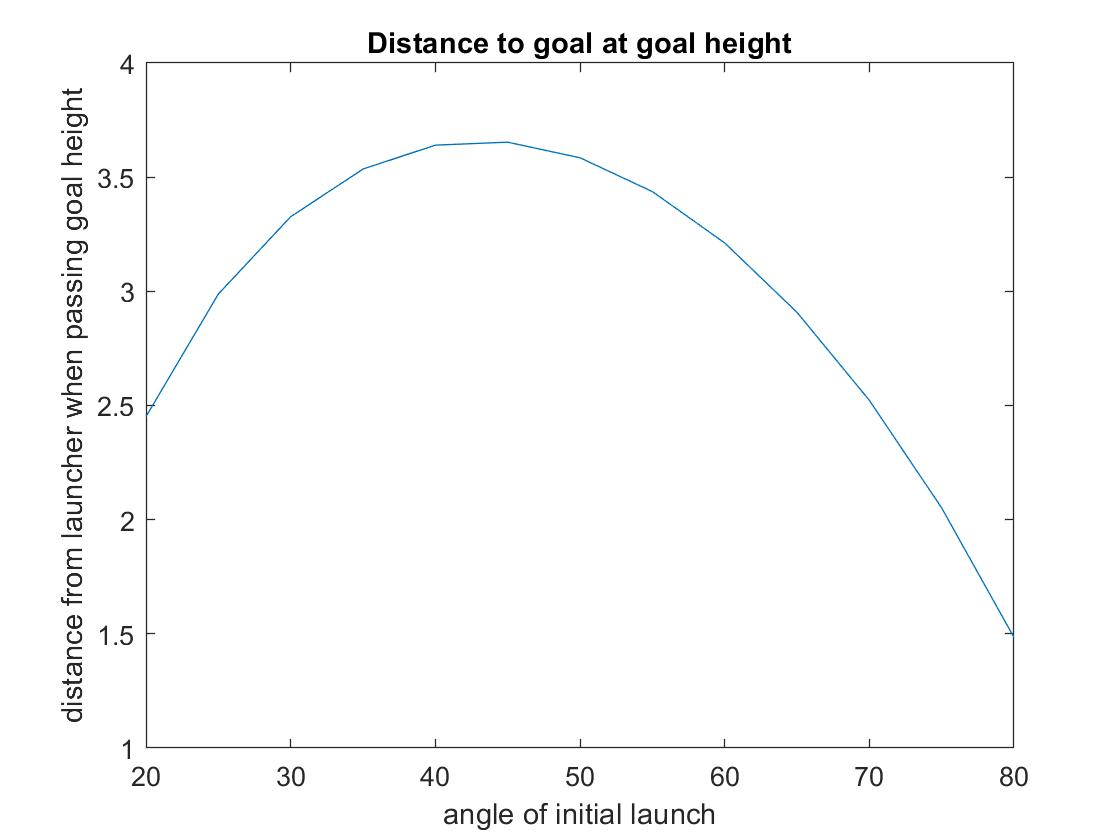 Distance to goal at goal height
distance from launcher when passing goal height
4
3.5
3
2.5
2
1.5
1
20 30 40 50 60 70 80
angle of initial launch